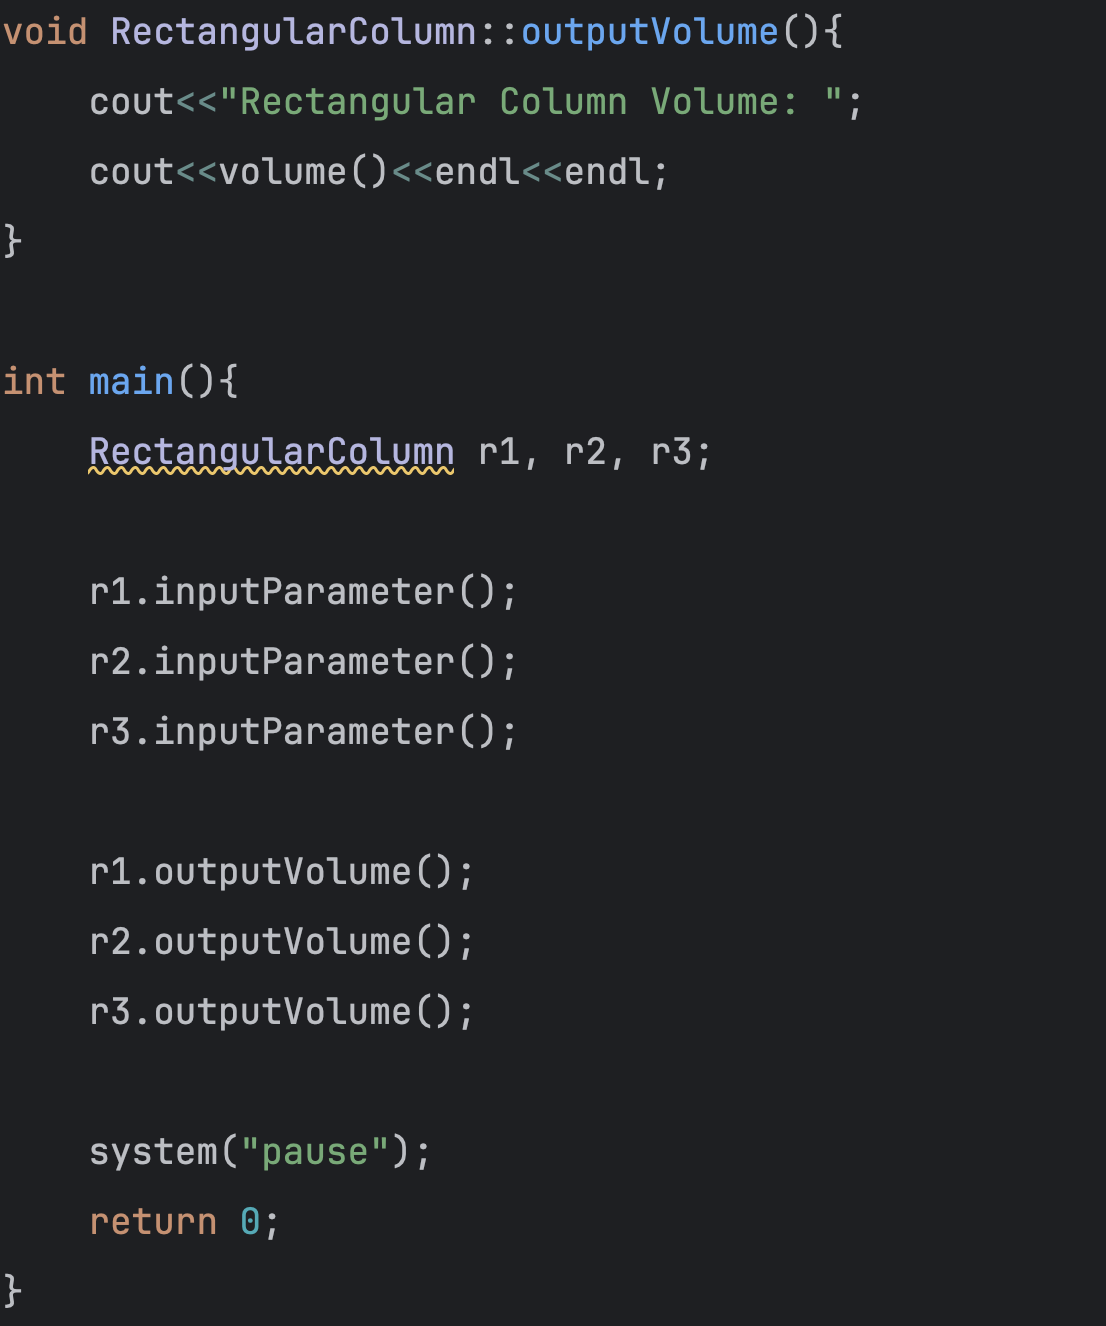 void RectangularColumn::outputVolume(){
    cout<<"Rectangular Column Volume: ";
    cout<<volume()<<endl<<endl;
}

int main(){
    RectangularColumn r1, r2, r3;

    r1.inputParameter();
    r2.inputParameter();
    r3.inputParameter();

    r1.outputVolume();
    r2.outputVolume();
    r3.outputVolume();

    system("pause");
    return 0;
}